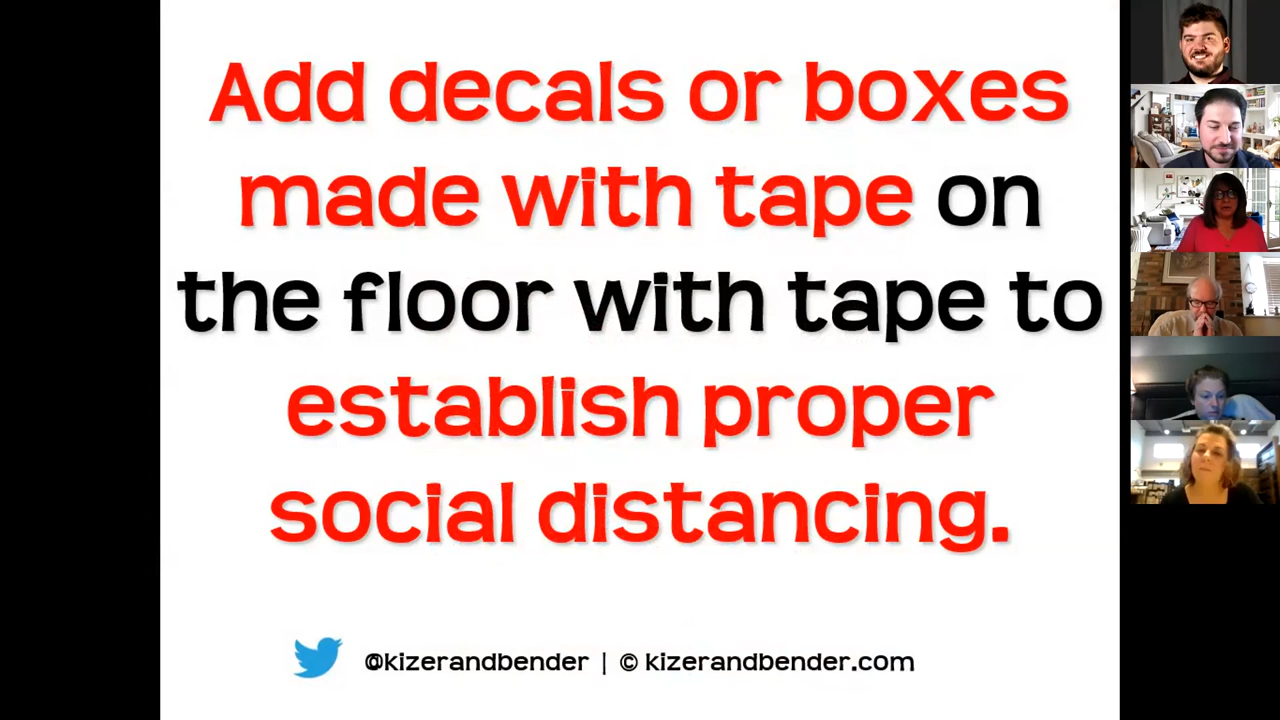 Add decals or boxes
made with tape on
the floor with tape to
establish proper
social distancing.
@kizerandbender | © kizerandbender.com